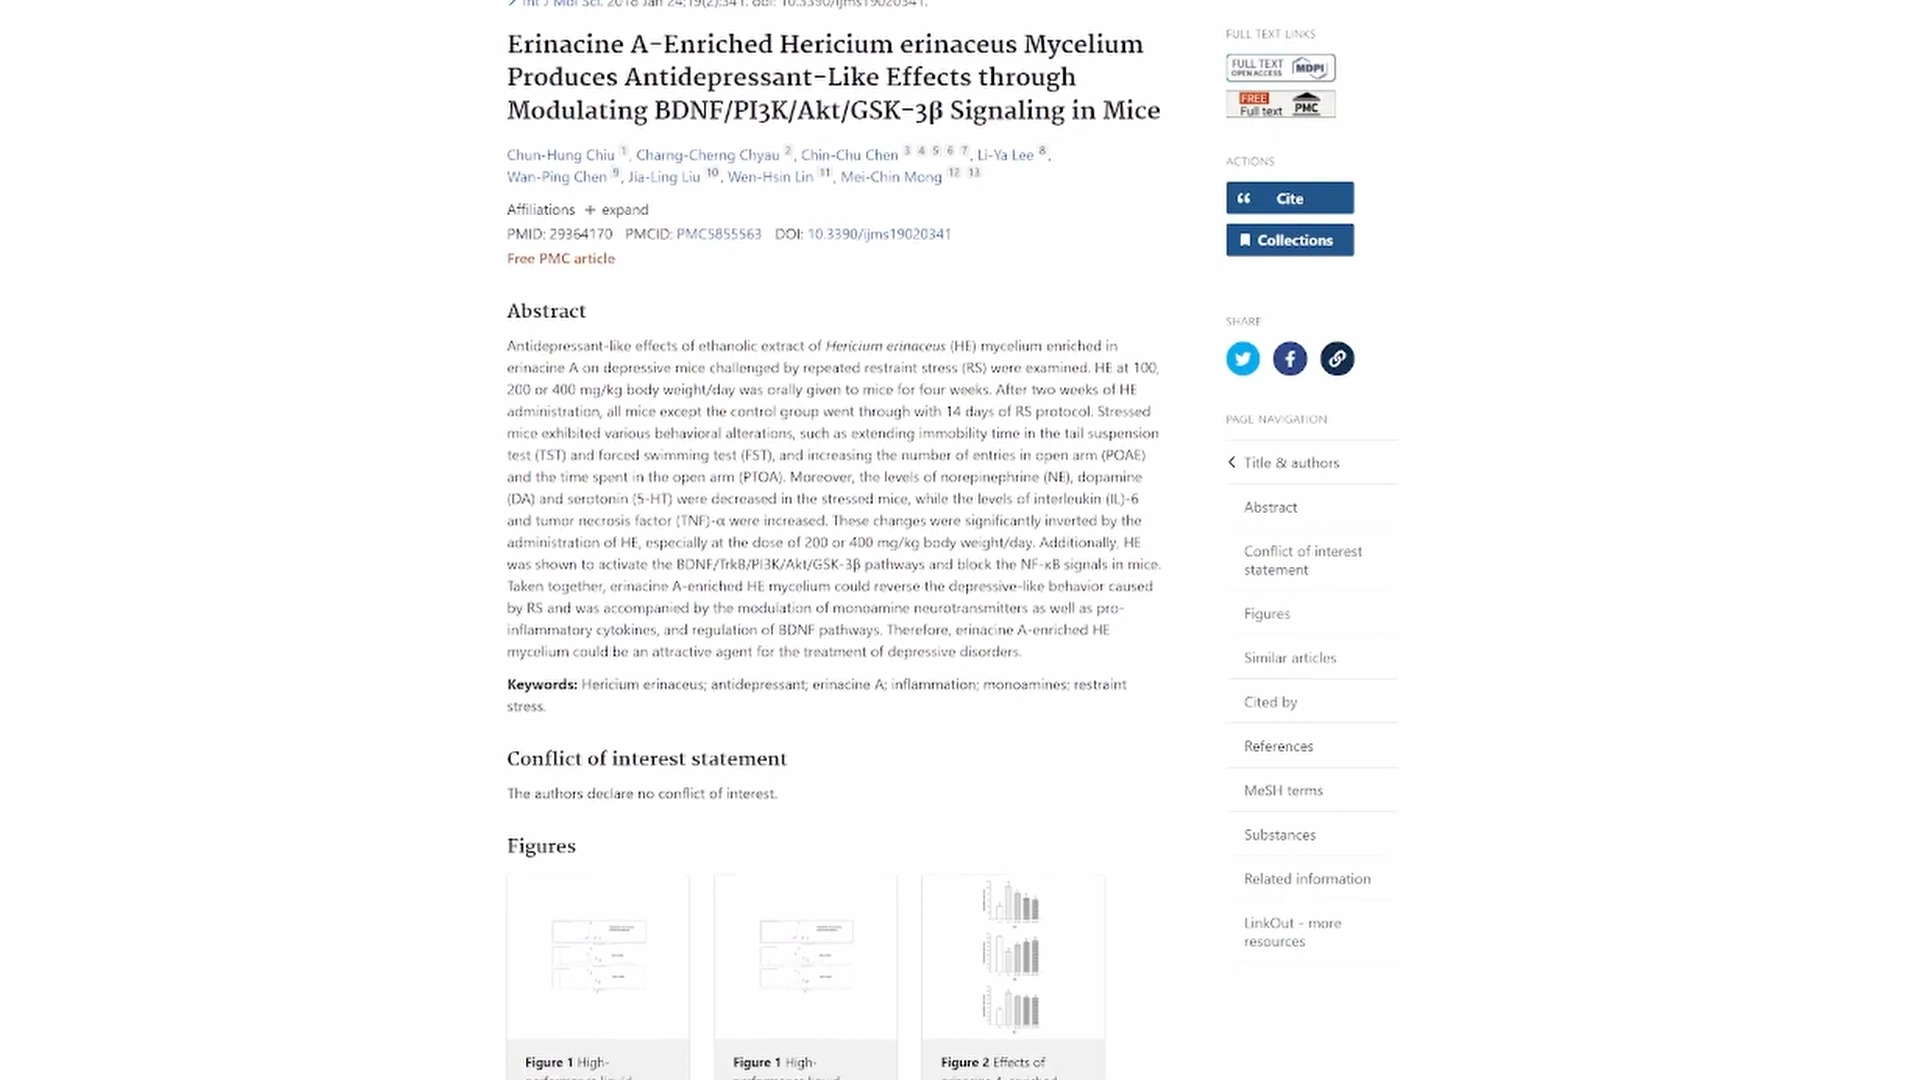 Int J Mol Sci. 2018 Jan 24;19(2):341. doi: 10.3390/ijms19020341.
Erinacine A-Enriched Hericium erinaceus Mycelium
Produces Antidepressant-Like Effects through
Modulating BDNF/PI3K/Akt/GSK-3β Signaling in Mice
Chun-Hung Chiu 1, Charng-Cherng Chyau 2, Chin-Chu Chen 3 4 5 6 7, Li-Ya Lee 8,
Wan-Ping Chen 9, Jia-Ling Liu 10, Wen-Hsin Lin 11, Mei-Chin Mong 12 13
Affiliations + expand
PMID: 29364170 PMCID: PMC5855563 DOI: 10.3390/ijms19020341
Free PMC article
Abstract
Antidepressant-like effects of ethanolic extract of Hericium erinaceus (HE) mycelium enriched in
erinacine A on depressive mice challenged by repeated restraint stress (RS) were examined. HE at 100,
200 or 400 mg/kg body weight/day was orally given to mice for four weeks. After two weeks of HE
administration, all mice except the control group went through with 14 days of RS protocol. Stressed
mice exhibited various behavioral alterations, such as extending immobility time in the tail suspension
test (TST) and forced swimming test (FST), and increasing the number of entries in open arm (POAE)
and the time spent in the open arm (PTOA). Moreover, the levels of norepinephrine (NE), dopamine
(DA) and serotonin (5-HT) were decreased in the stressed mice, while the levels of interleukin (IL)-6
and tumor necrosis factor (TNF)-α were increased. These changes were significantly inverted by the
administration of HE, especially at the dose of 200 or 400 mg/kg body weight/day. Additionally, HE
was shown to activate the BDNF/TrkB/PI3K/Akt/GSK-3β pathways and block the NF-κB signals in mice.
Taken together, erinacine A-enriched HE mycelium could reverse the depressive-like behavior caused
by RS and was accompanied by the modulation of monoamine neurotransmitters as well as pro-
inflammatory cytokines, and regulation of BDNF pathways. Therefore, erinacine A-enriched HE
mycelium could be an attractive agent for the treatment of depressive disorders.
Keywords: Hericium erinaceus; antidepressant; erinacine A; inflammation; monoamines; restraint
stress.
Conflict of interest statement
The authors declare no conflict of interest.
Figures
Figure 1 High-
performance liquid
Figure 1 High-
performance liquid
Figure 2 Effects of
erinacine A-enriched
FULL TEXT LINKS
FULL TEXT
OPEN ACCESS
MDPI
FREE
Full text
PMC
ACTIONS
Cite
Collections
SHARE
PAGE NAVIGATION
Title & authors
Abstract
Conflict of interest
statement
Figures
Similar articles
Cited by
References
MeSH terms
Substances
Related information
LinkOut - more
resources